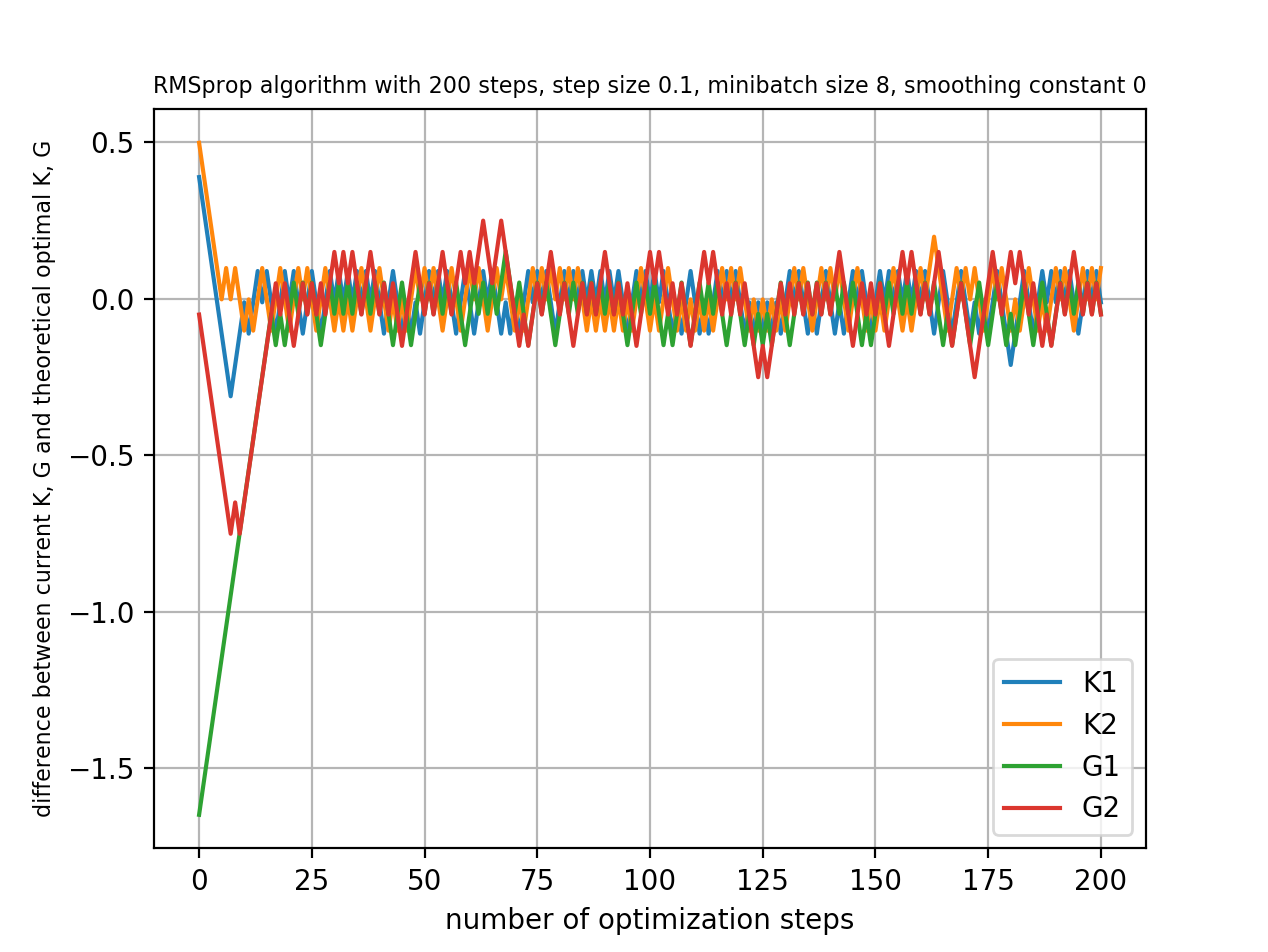 RMSprop algorithm with 200 steps, step size 0.1, minibatch size 8, smoothing constant 0
difference between current K, G and theoretical optimal K, G
0.5
0.0
−0.5
−1.0
−1.5
K1
K2
G1
G2
0 25 50 75 100 125 150 175 200
number of optimization steps